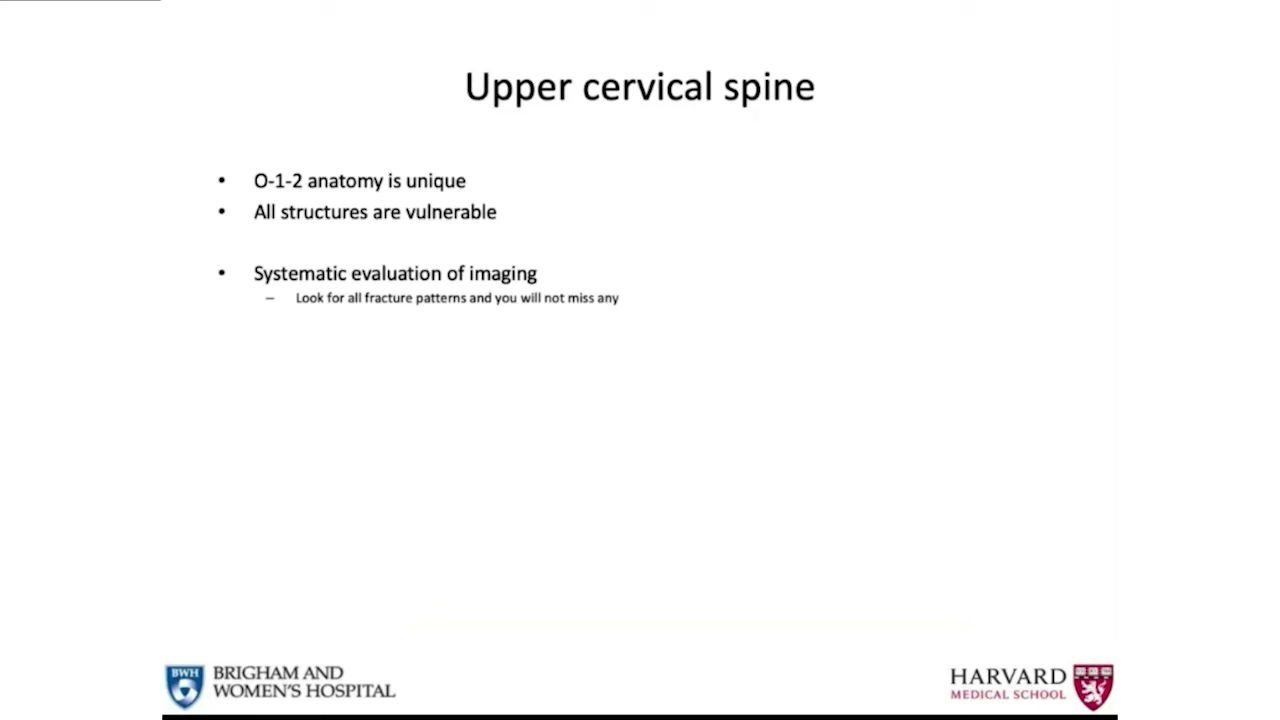 Upper cervical spine
• O-1-2 anatomy is unique
• All structures are vulnerable
• Systematic evaluation of imaging
– Look for all fracture patterns and you will not miss any
BWH
BRIGHAM AND
WOMEN'S HOSPITAL
HARVARD
MEDICAL SCHOOL